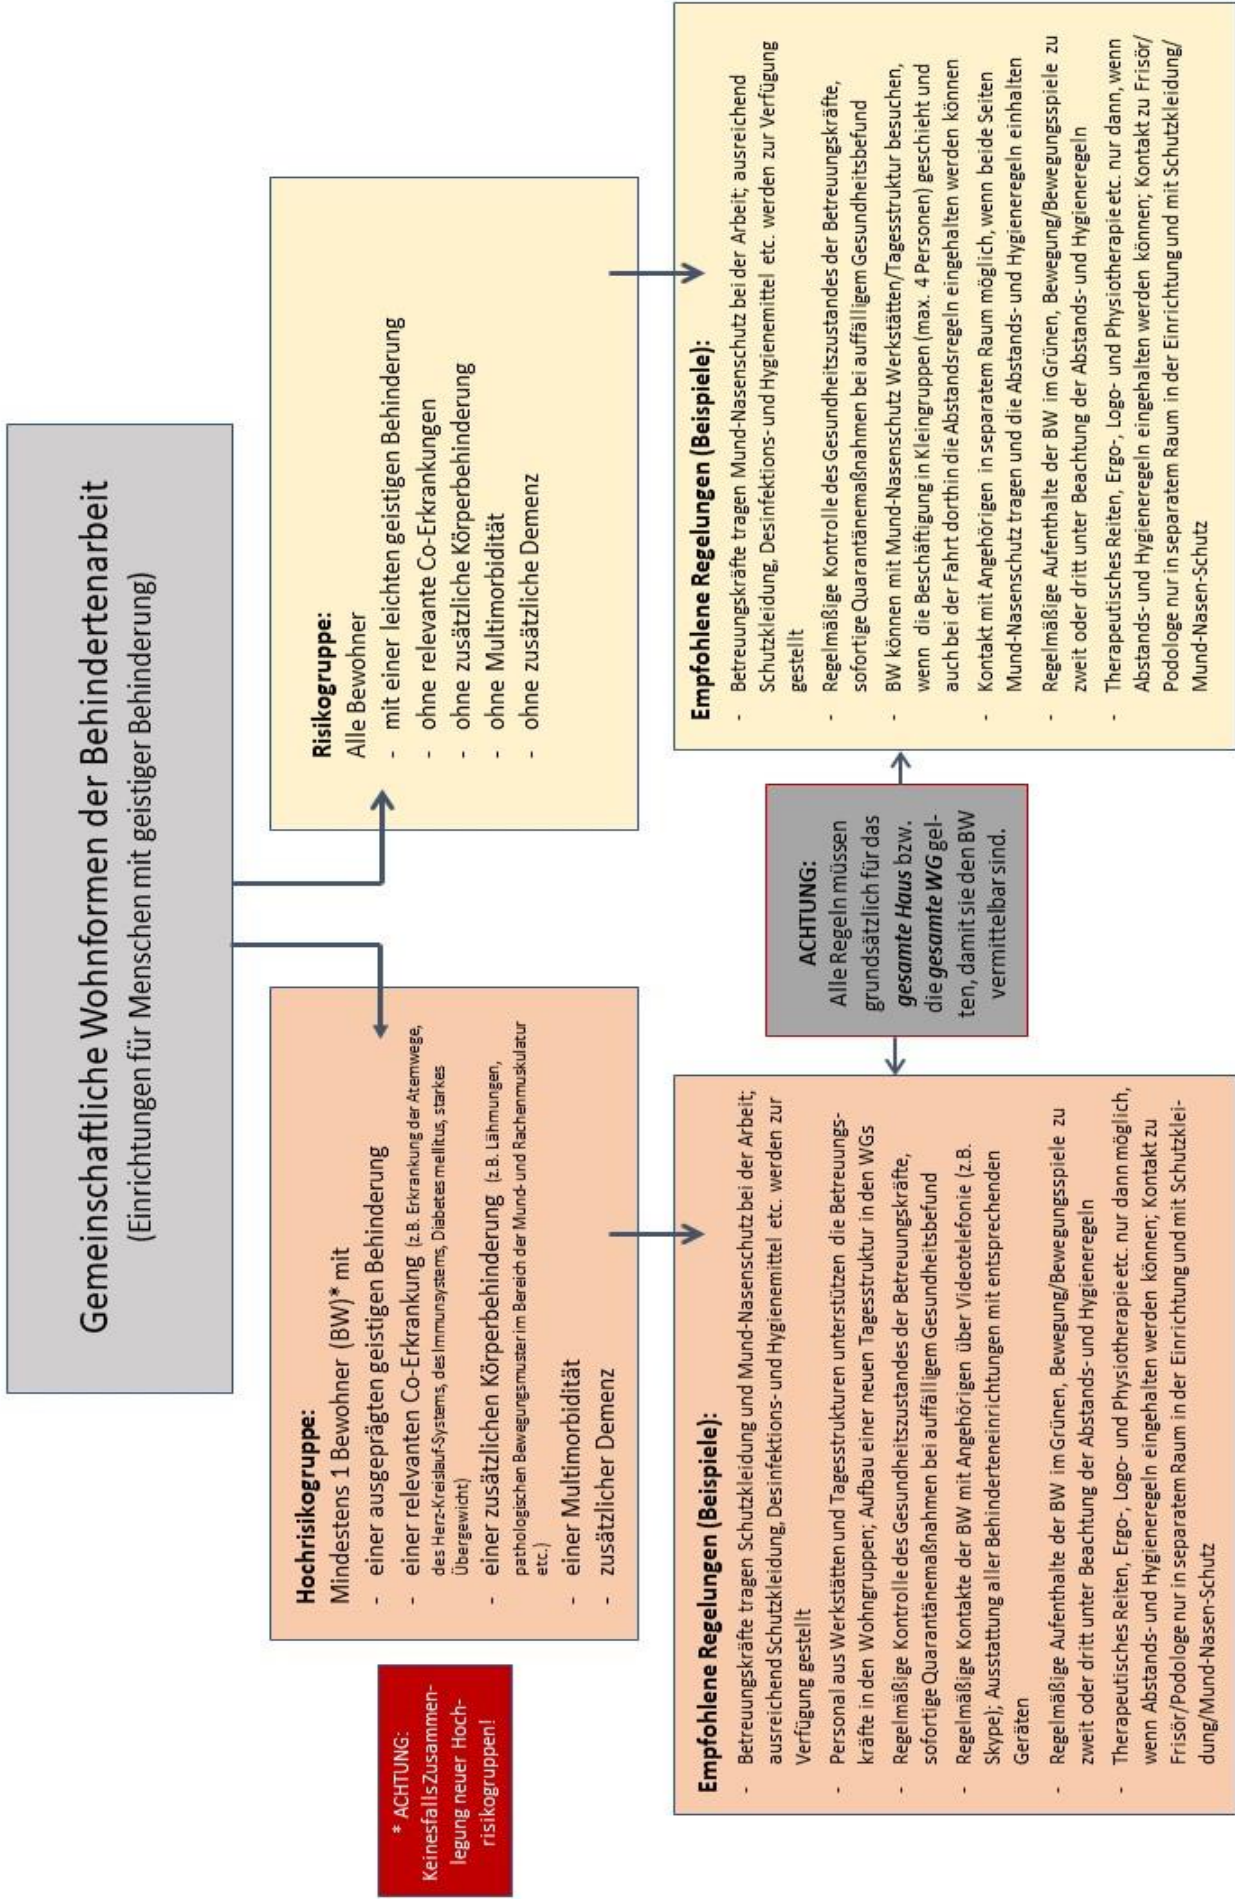 Gemeinschaftliche Wohnformen der Behindertenarbeit
(Einrichtungen für Menschen mit geistiger Behinderung)
* ACHTUNG:
KeinesfallsZusammen-
legung neuer Hoch-
risikogruppen!
Hochrisikogruppe:
Mindestens 1 Bewohner (BW)* mit
- einer ausgeprägten geistigen Behinderung
- einer relevanten Co-Erkrankung (z.B. Erkrankung der Atemwege,
des Herz-Kreislauf-Systems, des Immunsystems, Diabetes mellitus, starkes
Übergewicht)
- einer zusätzlichen Körperbehinderung (z.B. Lähmungen,
pathologischen Bewegungsmuster im Bereich der Mund- und Rachenmuskulatur
etc.)
- einer Multimorbidität
- zusätzlicher Demenz
Risikogruppe:
Alle Bewohner
- mit einer leichten geistigen Behinderung
- ohne relevante Co-Erkrankungen
- ohne zusätzliche Körperbehinderung
- ohne Multimorbidität
- ohne zusätzliche Demenz
Empfohlene Regelungen (Beispiele):
- Betreuungskräfte tragen Schutzkleidung und Mund-Nasenschutz bei der Arbeit;
ausreichend Schutzkleidung, Desinfektions- und Hygienemittel etc. werden zur
Verfügung gestellt
- Personal aus Werkstätten und Tagesstrukturen unterstützen die Betreuungs-
kräfte in den Wohngruppen; Aufbau einer neuen Tagesstruktur in den WGs
- Regelmäßige Kontrolle des Gesundheitszustandes der Betreuungskräfte,
sofortige Quarantänemaßnahmen bei auffälligem Gesundheitsbefund
- Regelmäßige Kontakte der BW mit Angehörigen über Videotelefonie (z.B.
Skype); Ausstattung aller Behinderteneinrichtungen mit entsprechenden
Geräten
- Regelmäßige Aufenthalte der BW im Grünen, Bewegung/Bewegungsspiele zu
zweit oder dritt unter Beachtung der Abstands- und Hygieneregeln
- Therapeutisches Reiten, Ergo-, Logo- und Physiotherapie etc. nur dann möglich,
wenn Abstands- und Hygieneregeln eingehalten werden können; Kontakt zu
Frisör/Podologe nur in separatem Raum in der Einrichtung und mit Schutzklei-
dung/Mund-Nasen-Schutz
ACHTUNG:
Alle Regeln müssen
grundsätzlich für das
gesamte Haus bzw.
die gesamte WG gel-
ten, damit sie den BW
vermittelbar sind.
Empfohlene Regelungen (Beispiele):
- Betreuungskräfte tragen Mund-Nasenschutz bei der Arbeit; ausreichend
Schutzkleidung, Desinfektions- und Hygienemittel etc. werden zur Verfügung
gestellt
- Regelmäßige Kontrolle des Gesundheitszustandes der Betreuungskräfte,
sofortige Quarantänemaßnahmen bei auffälligem Gesundheitsbefund
- BW können mit Mund-Nasenschutz Werkstätten/Tagesstruktur besuchen,
wenn die Beschäftigung in Kleingruppen (max. 4 Personen) geschieht und
auch bei der Fahrt dorthin die Abstandsregeln eingehalten werden können
- Kontakt mit Angehörigen in separatem Raum möglich, wenn beide Seiten
Mund-Nasenschutz tragen und die Abstands- und Hygieneregeln einhalten
- Regelmäßige Aufenthalte der BW im Grünen, Bewegung/Bewegungsspiele zu
zweit oder dritt unter Beachtung der Abstands- und Hygieneregeln
- Therapeutisches Reiten, Ergo-, Logo- und Physiotherapie etc. nur dann, wenn
Abstands- und Hygieneregeln eingehalten werden können; Kontakt zu Frisör/
Podologe nur in separatem Raum in der Einrichtung und mit Schutzkleidung/
Mund-Nasen-Schutz